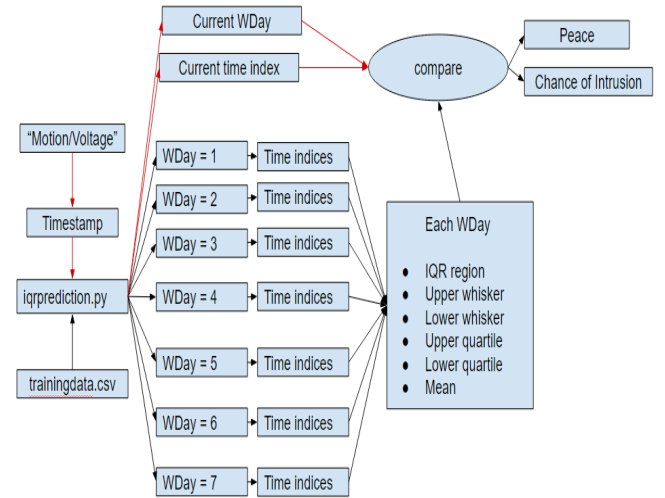 Current WDay
Current time index
compare
Peace
Chance of Intrusion
“Motion/Voltage”
Timestamp
iqrprediction.py
trainingdata.csv
WDay = 1
Time indices
WDay = 2
Time indices
WDay = 3
Time indices
WDay = 4
Time indices
WDay = 5
Time indices
WDay = 6
Time indices
WDay = 7
Time indices
Each WDay
● IQR region
● Upper whisker
● Lower whisker
● Upper quartile
● Lower quartile
● Mean